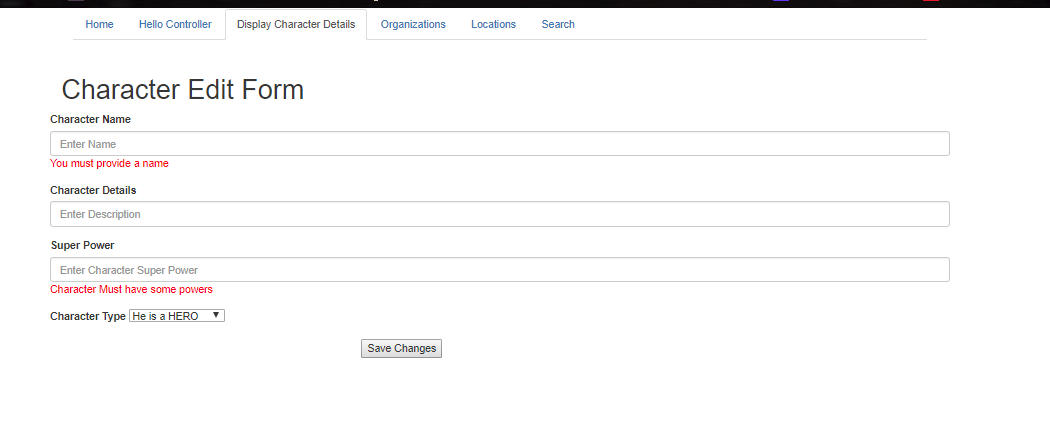 Home Hello Controller Display Character Details Organizations Locations Search
Character Edit Form
Character Name
Enter Name
You must provide a name
Character Details
Enter Description
Super Power
Enter Character Super Power
Character Must have some powers
Character Type He is a HERO
Save Changes